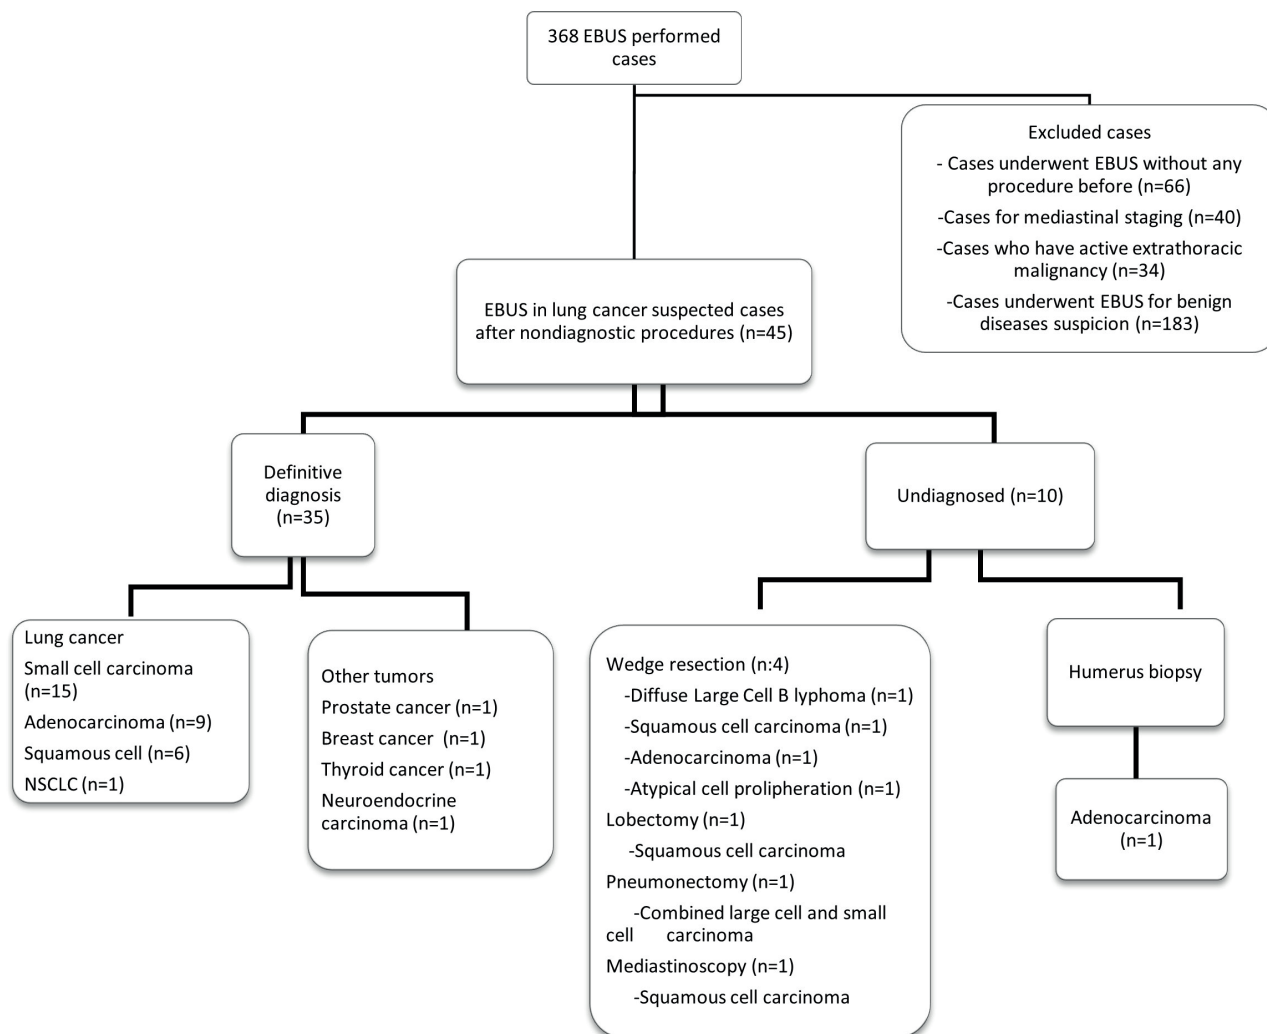 368 EBUS performed
cases
Excluded cases
- Cases underwent EBUS without any
procedure before (n=66)
-Cases for mediastinal staging (n=40)
-Cases who have active extrathoracic
malignancy (n=34)
-Cases underwent EBUS for benign
diseases suspicion (n=183)
EBUS in lung cancer suspected cases
after nondiagnostic procedures (n=45)
Definitive
diagnosis
(n=35)
Undiagnosed (n=10)
Lung cancer
Small cell carcinoma
(n=15)
Adenocarcinoma (n=9)
Squamous cell (n=6)
NSCLC (n=1)
Other tumors
Prostate cancer (n=1)
Breast cancer (n=1)
Thyroid cancer (n=1)
Neuroendocrine
carcinoma (n=1)
Wedge resection (n:4)
-Diffuse Large Cell B lyphoma (n=1)
-Squamous cell carcinoma (n=1)
-Adenocarcinoma (n=1)
-Atypical cell prolipheration (n=1)
Lobectomy (n=1)
-Squamous cell carcinoma
Pneumonectomy (n=1)
-Combined large cell and small
cell carcinoma
Mediastinoscopy (n=1)
-Squamous cell carcinoma
Humerus biopsy
Adenocarcinoma
(n=1)